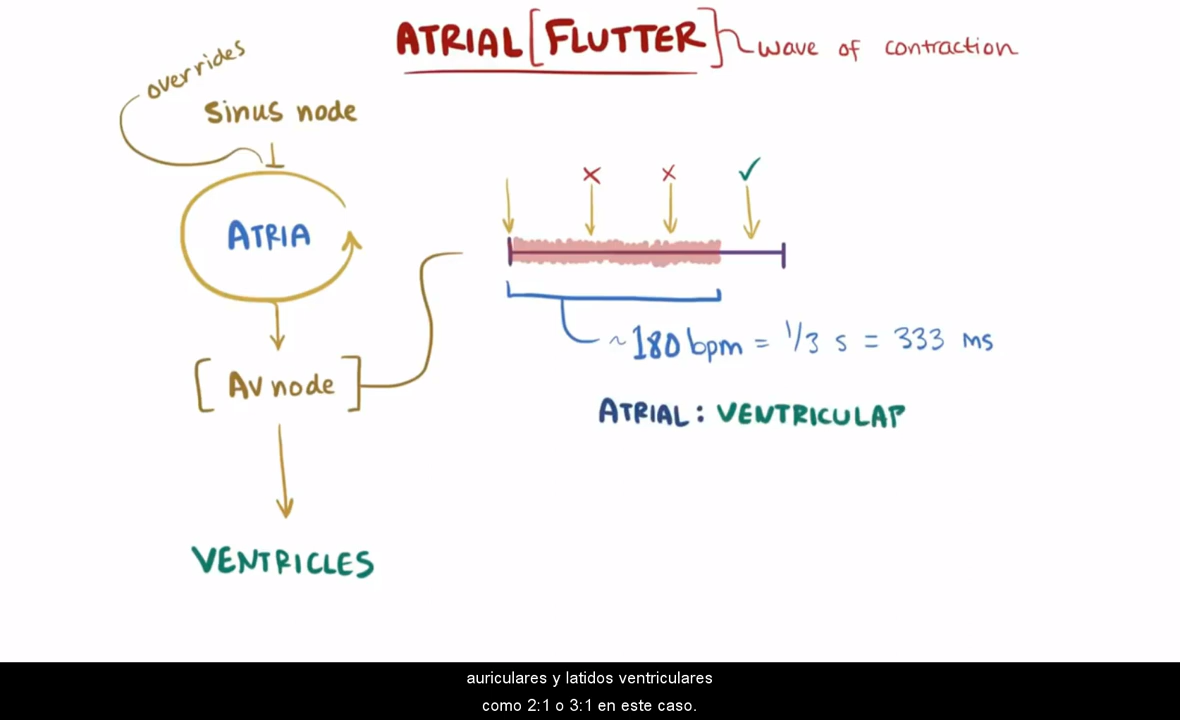 ATRIAL [FLUTTER] wave of contraction
overrides
Sinus node
ATRIA
[AV node]
VENTRICLES
~180 bpm = 1/3 s = 333 ms
ATRIAL: VENTRICULAR
auriculares y latidos ventriculares
como 2:1 o 3:1 en este caso.